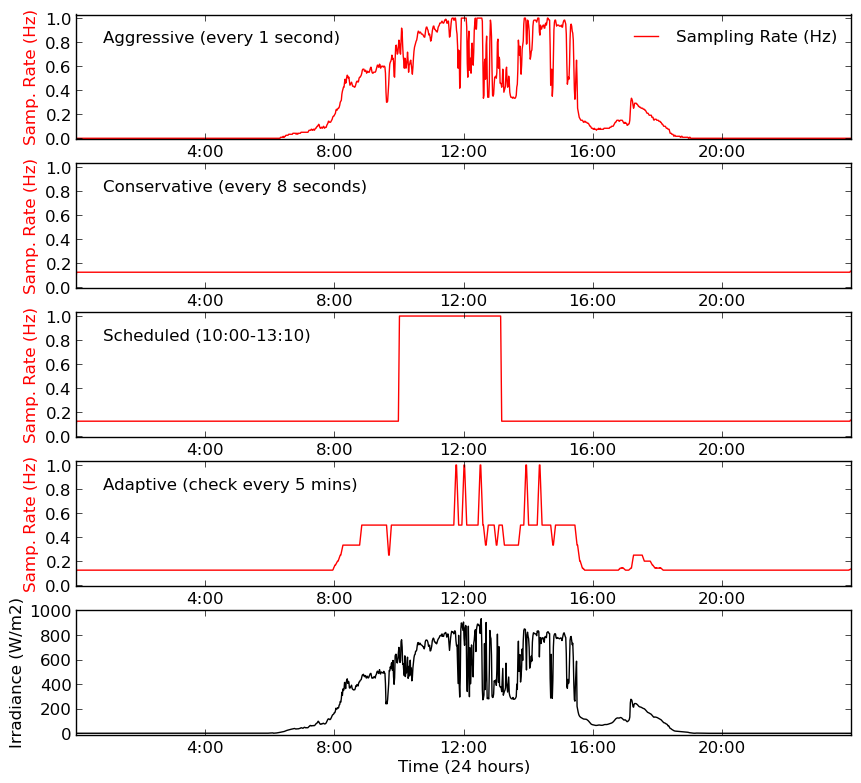 Samp. Rate (Hz)
1.0
0.8
0.6
0.4
0.2
0.0
Aggressive (every 1 second)
Sampling Rate (Hz)
4:00 8:00 12:00 16:00 20:00
Samp. Rate (Hz)
1.0
0.8
0.6
0.4
0.2
0.0
Conservative (every 8 seconds)
4:00 8:00 12:00 16:00 20:00
Samp. Rate (Hz)
1.0
0.8
0.6
0.4
0.2
0.0
Scheduled (10:00-13:10)
4:00 8:00 12:00 16:00 20:00
Samp. Rate (Hz)
1.0
0.8
0.6
0.4
0.2
0.0
Adaptive (check every 5 mins)
4:00 8:00 12:00 16:00 20:00
Irradiance (W/m2)
1000
800
600
400
200
0
4:00 8:00 12:00 16:00 20:00
Time (24 hours)